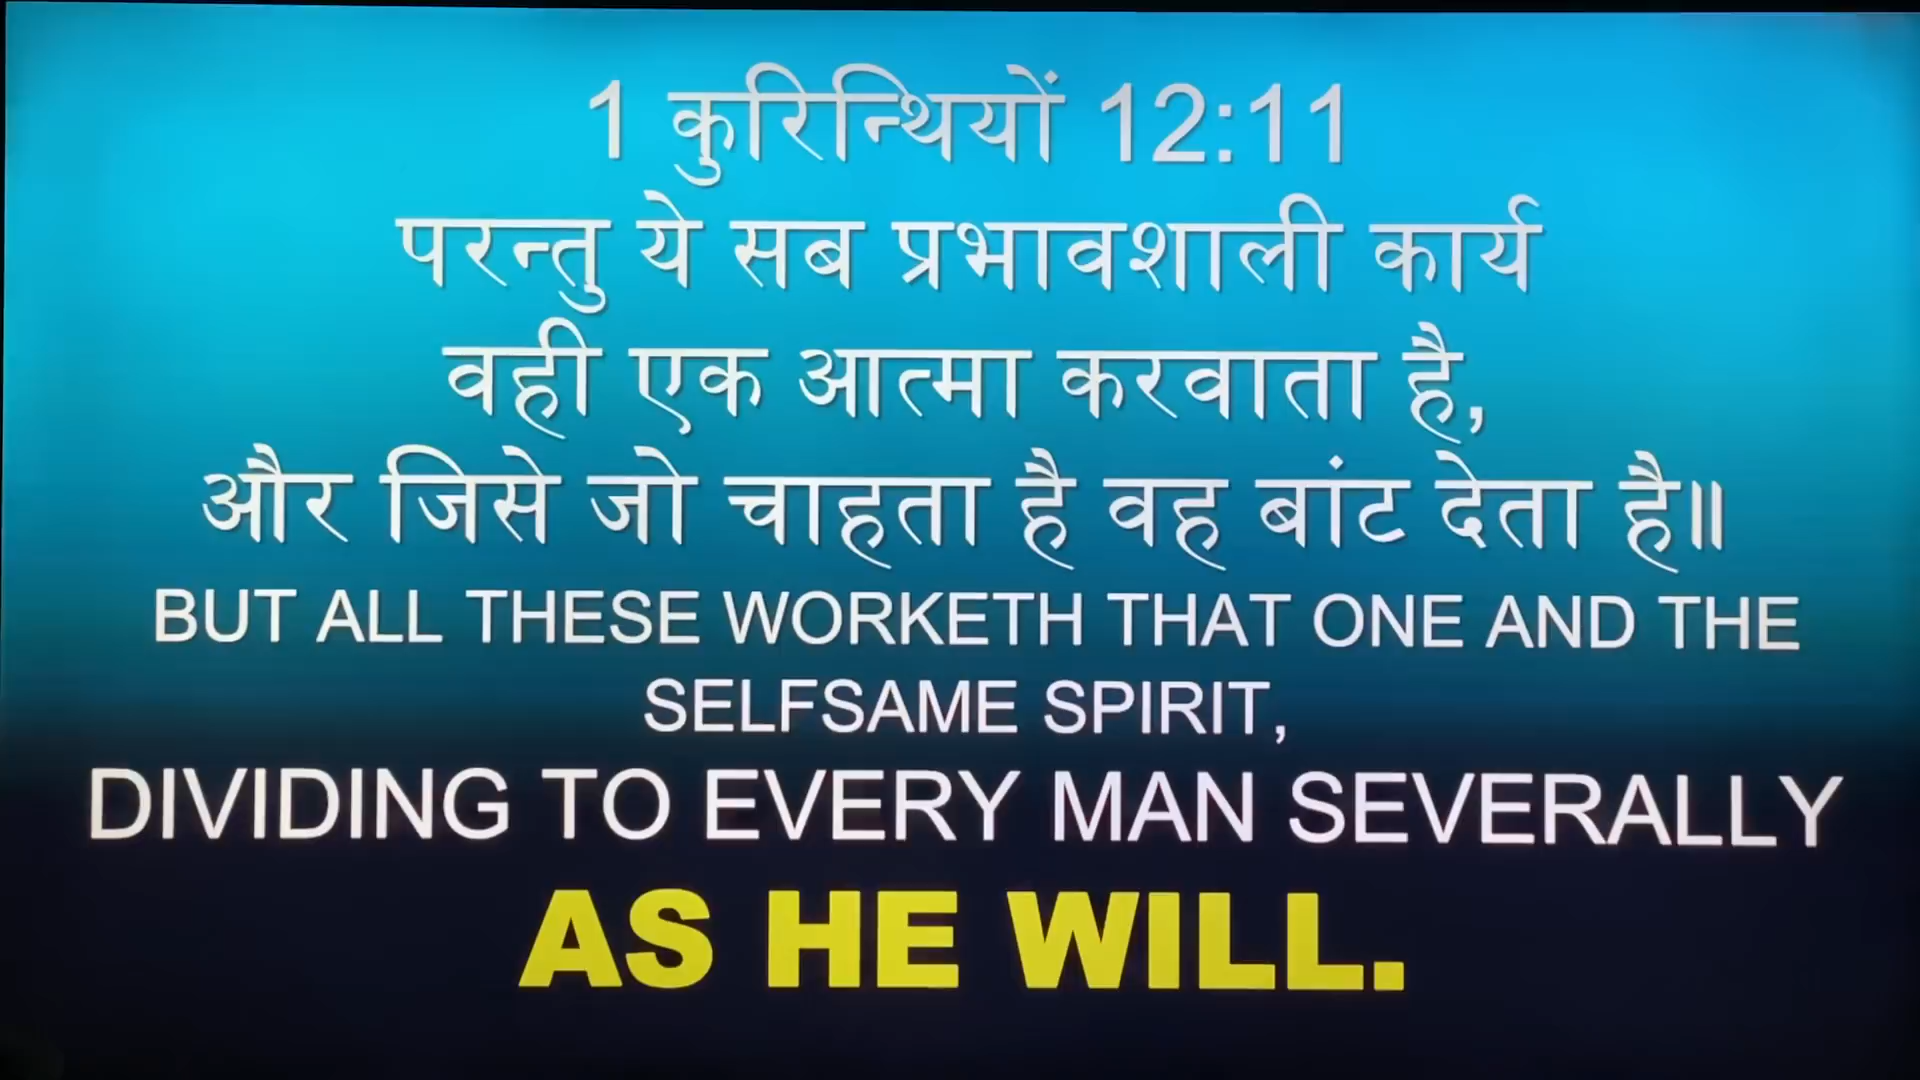 1 कुरिन्थियों 12:11
परन्तु ये सब प्रभावशाली कार्य
वही एक आत्मा करवाता है,
और जिसे जो चाहता है वह बांट देता है॥
BUT ALL THESE WORKETH THAT ONE AND THE
SELFSAME SPIRIT,
DIVIDING TO EVERY MAN SEVERALLY
AS HE WILL.